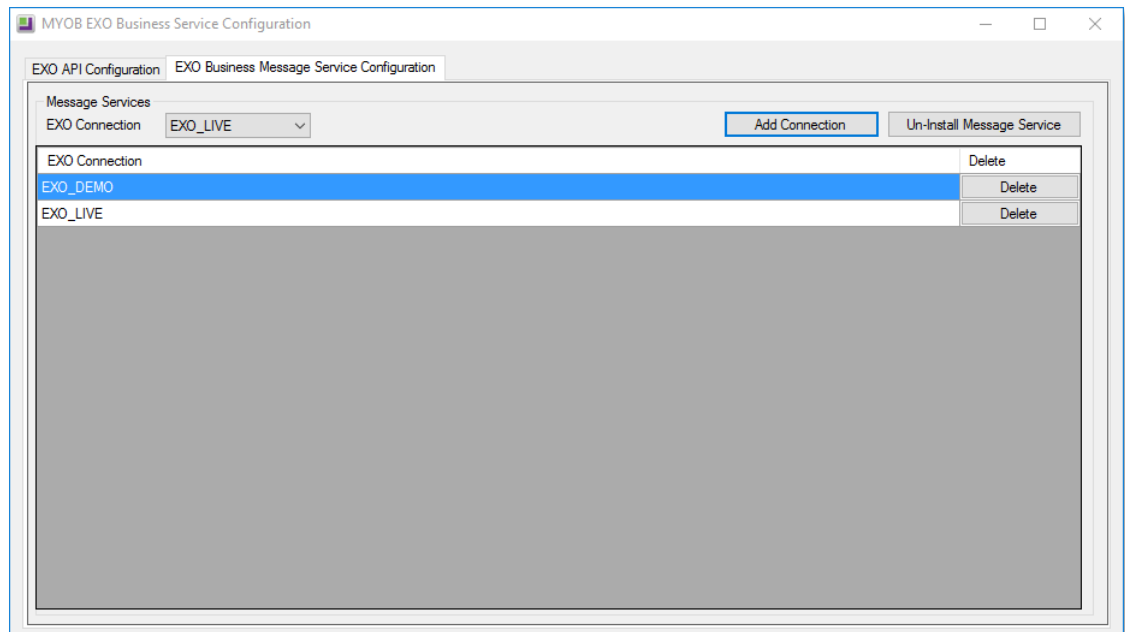 MYOB EXO Business Service Configuration
EXO API Configuration EXO Business Message Service Configuration
Message Services
EXO Connection EXO_LIVE Add Connection Un-Install Message Service
EXO Connection Delete
EXO_DEMO Delete
EXO_LIVE Delete